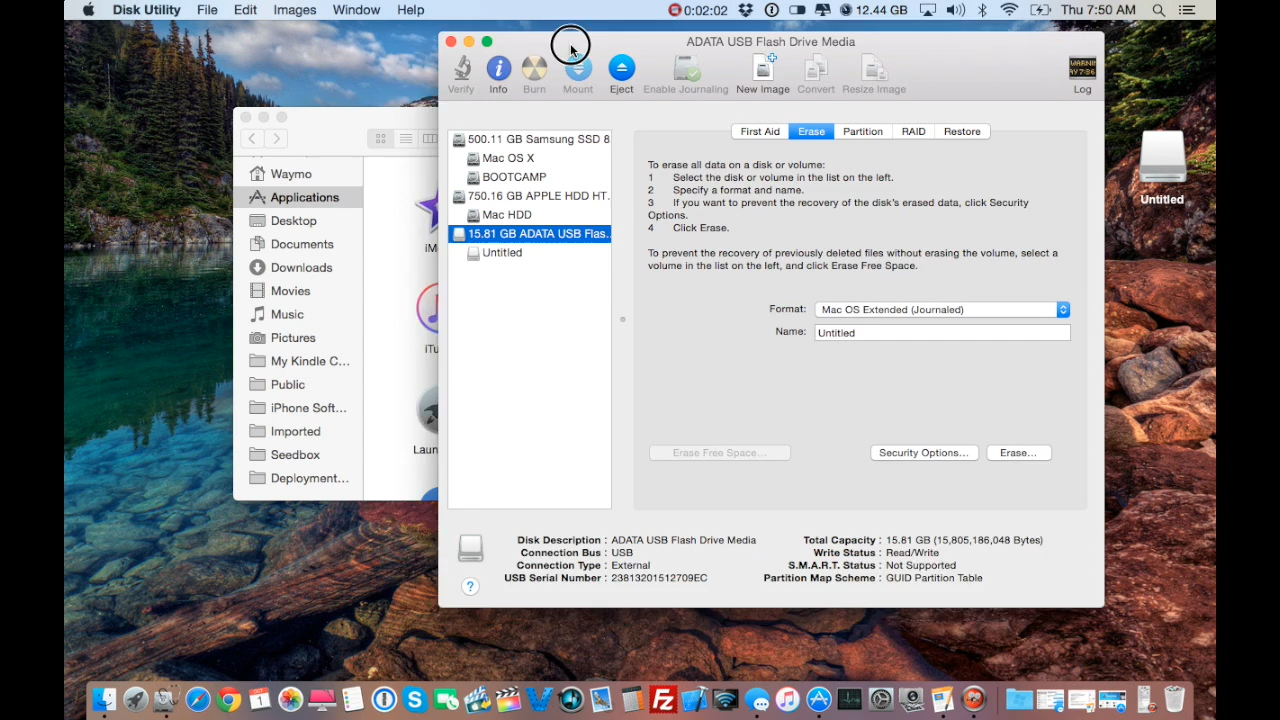 Disk Utility File Edit Images Window Help 0:02:02 12.44 GB Thu 7:50 AM
ADATA USB Flash Drive Media
Verify Info Burn Mount Eject Enable Journaling New Image Convert Resize Image Log
WARNIN
AY 7:86
500.11 GB Samsung SSD 8
Mac OS X
BOOTCAMP
750.16 GB APPLE HDD HT.
Mac HDD
15.81 GB ADATA USB Flas..
Untitled
First Aid Erase Partition RAID Restore
To erase all data on a disk or volume:
1 Select the disk or volume in the list on the left.
2 Specify a format and name.
3 If you want to prevent the recovery of the disk's erased data, click Security
Options.
4 Click Erase.
To prevent the recovery of previously deleted files without erasing the volume, select a
volume in the list on the left, and click Erase Free Space.
Format: Mac OS Extended (Journaled)
Name: Untitled
Erase Free Space... Security Options... Erase...
Disk Description : ADATA USB Flash Drive Media
Connection Bus : USB
Connection Type : External
USB Serial Number : 23813201512709EC
Total Capacity : 15.81 GB (15,805,186,048 Bytes)
Write Status : Read/Write
S.M.A.R.T. Status : Not Supported
Partition Map Scheme : GUID Partition Table
?
Waymo
Applications
Desktop
Documents
Downloads
Movies
Music
Pictures
My Kindle C...
Public
iPhone Soft...
Imported
Seedbox
Deployment...
iM
iTu
Laun
Untitled